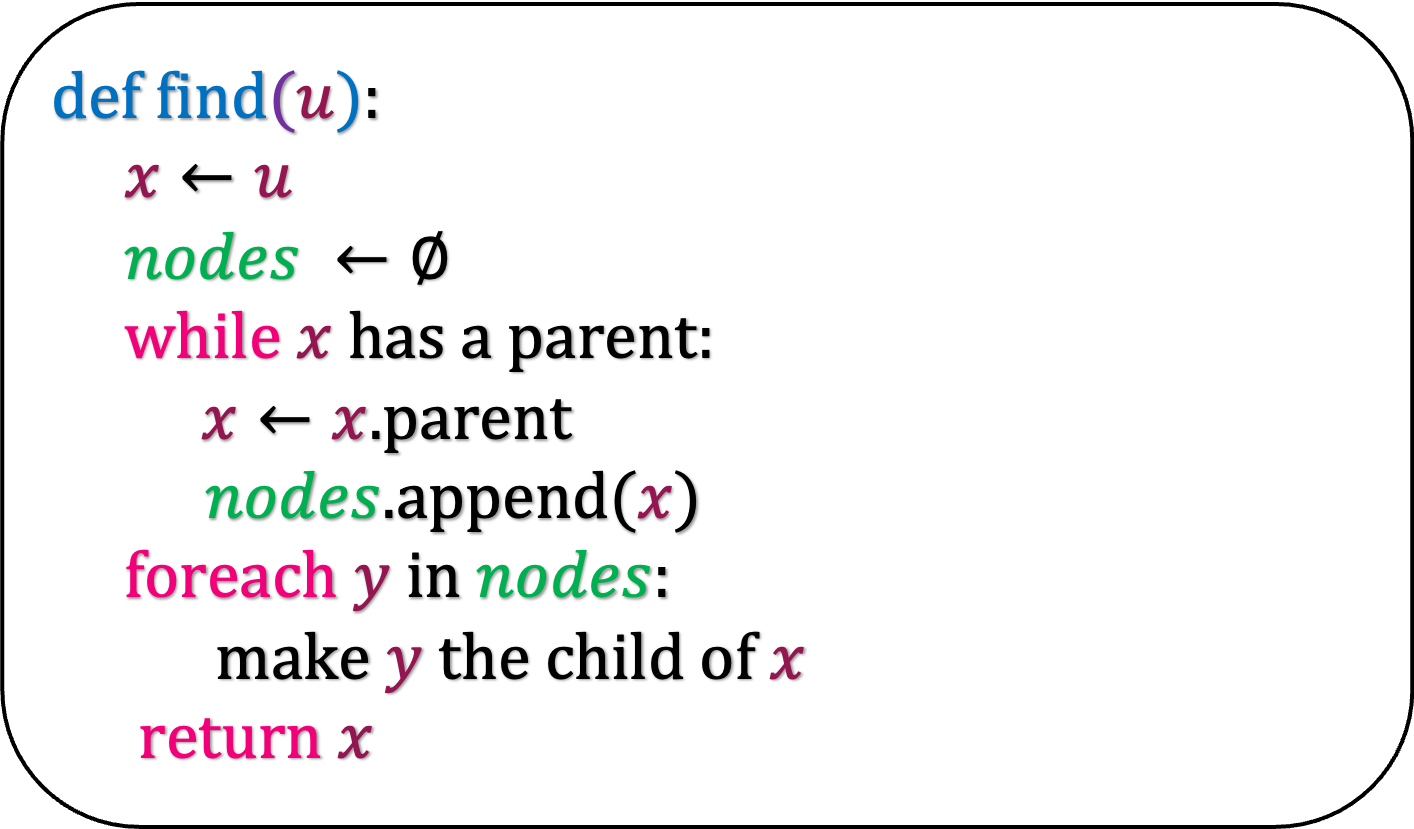 def find(u):
x ← u
nodes ← ∅
while x has a parent:
x ← x.parent
nodes.append(x)
foreach y in nodes:
make y the child of x
return x